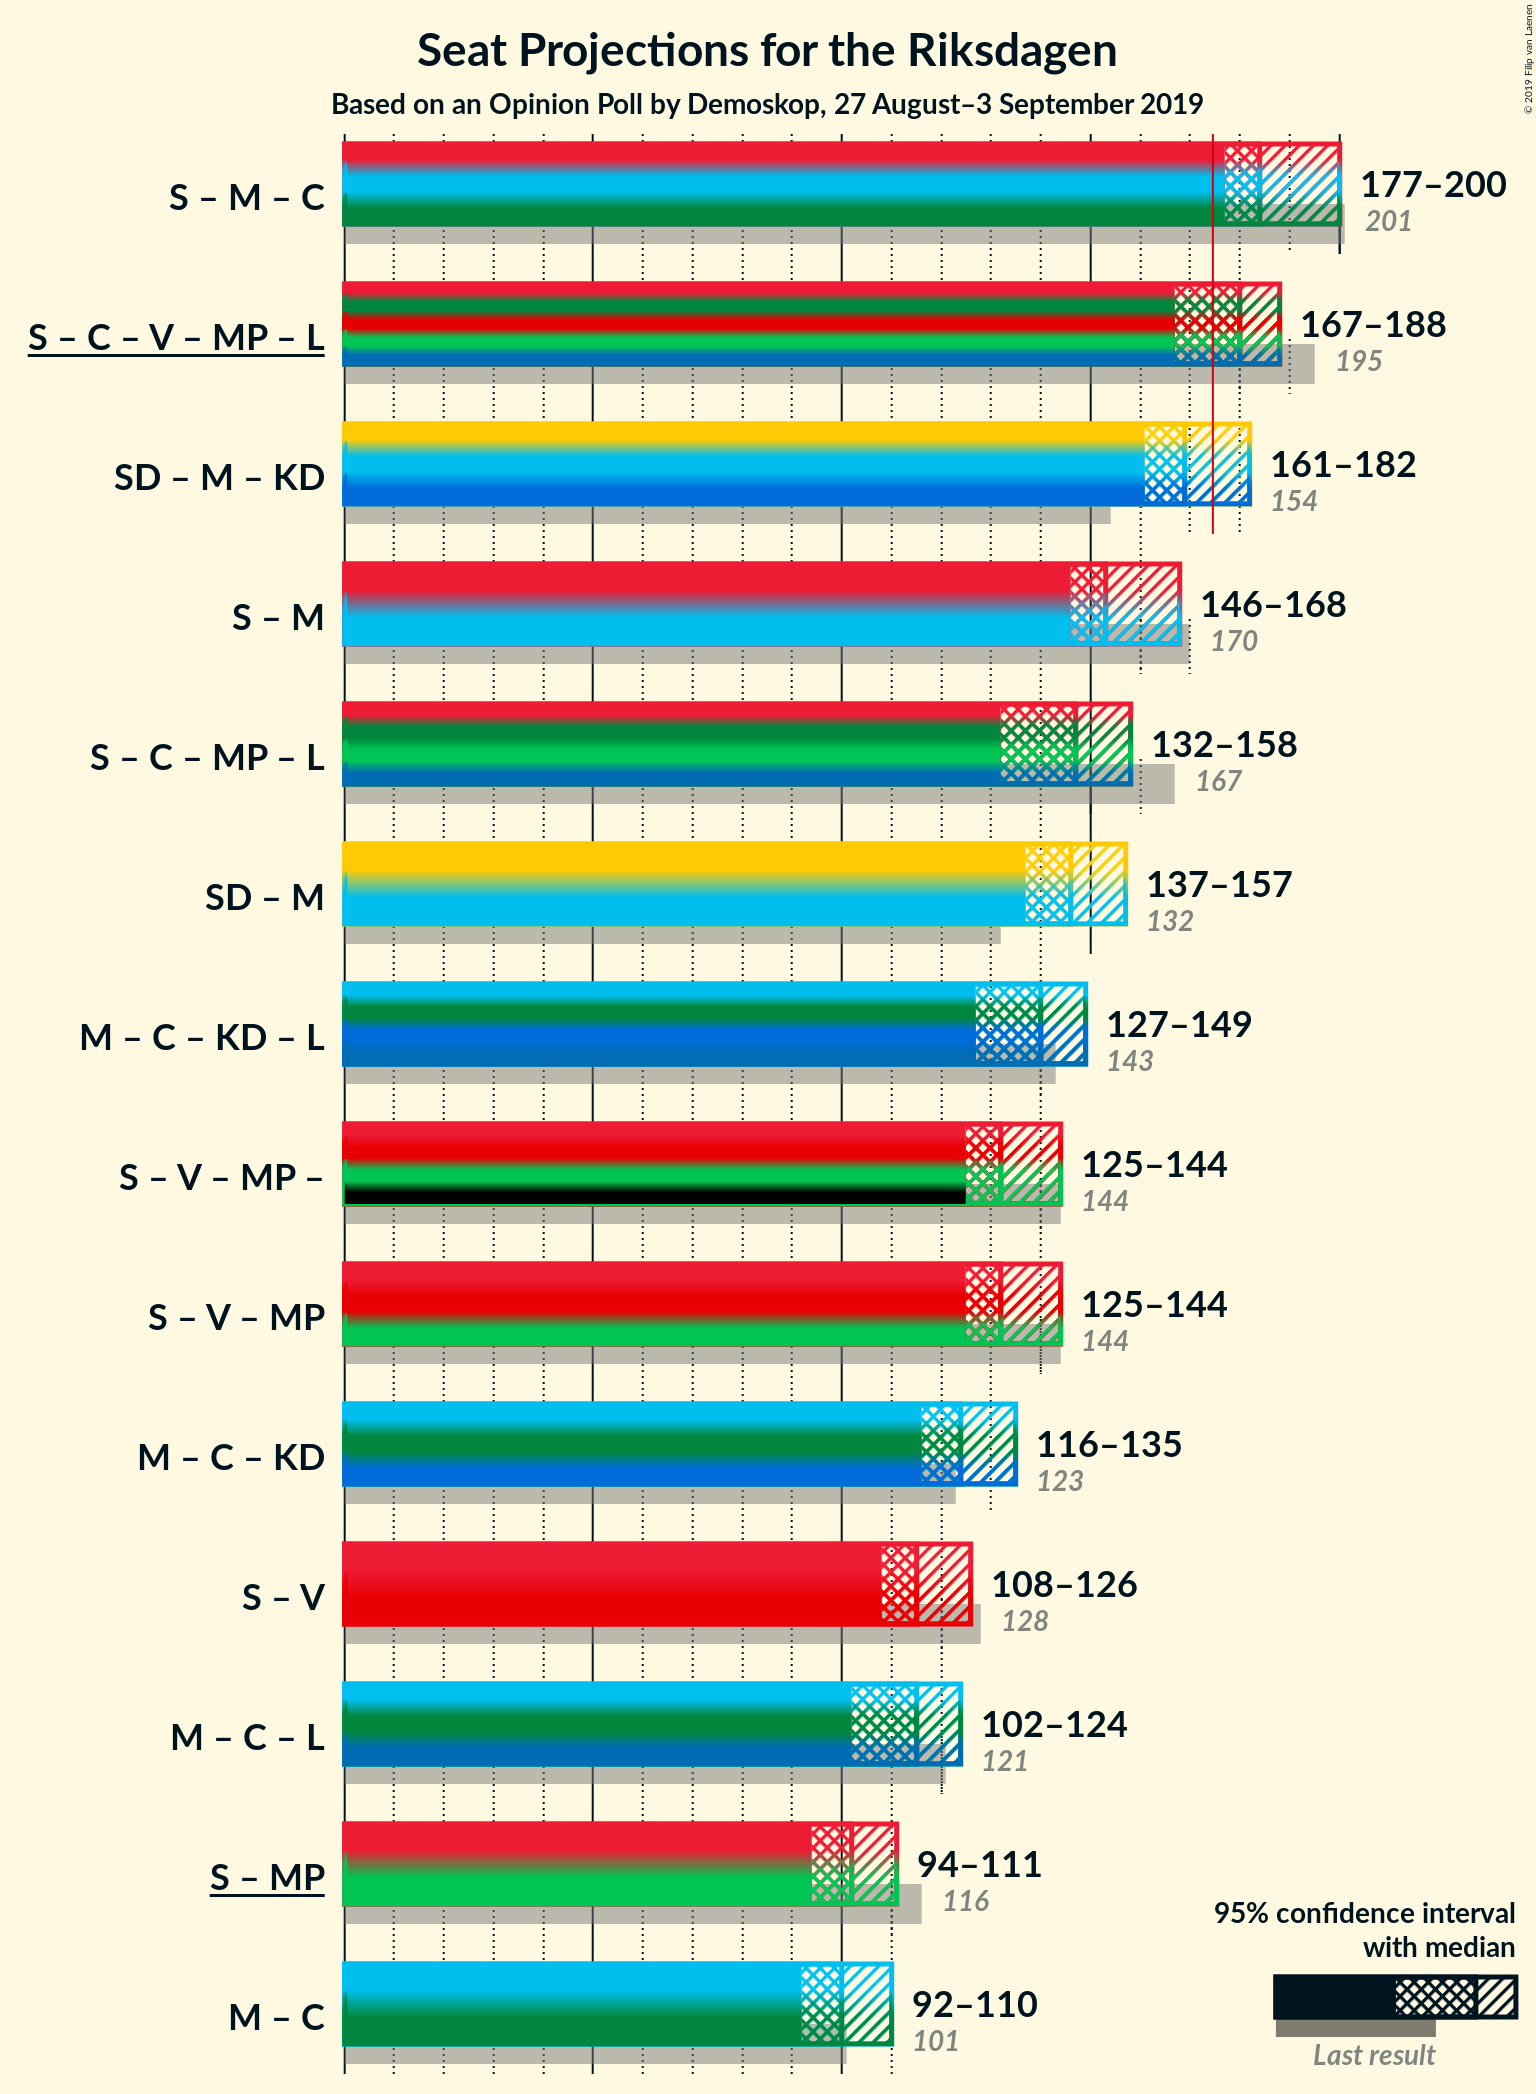 Seat Projections for the Riksdagen
Based on an Opinion Poll by Demoskop, 27 August–3 September 2019
© 2019 Filip van Laenen
S – M – C
177–200
201
S – C – V – MP – L
167–188
195
SD – M – KD
161–182
154
S – M
146–168
170
S – C – MP – L
132–158
167
SD – M
137–157
132
M – C – KD – L
127–149
143
S – V – MP –
125–144
144
S – V – MP
125–144
144
M – C – KD
116–135
123
S – V
108–126
128
M – C – L
102–124
121
S – MP
94–111
116
M – C
92–110
101
95% confidence interval
with median
Last result